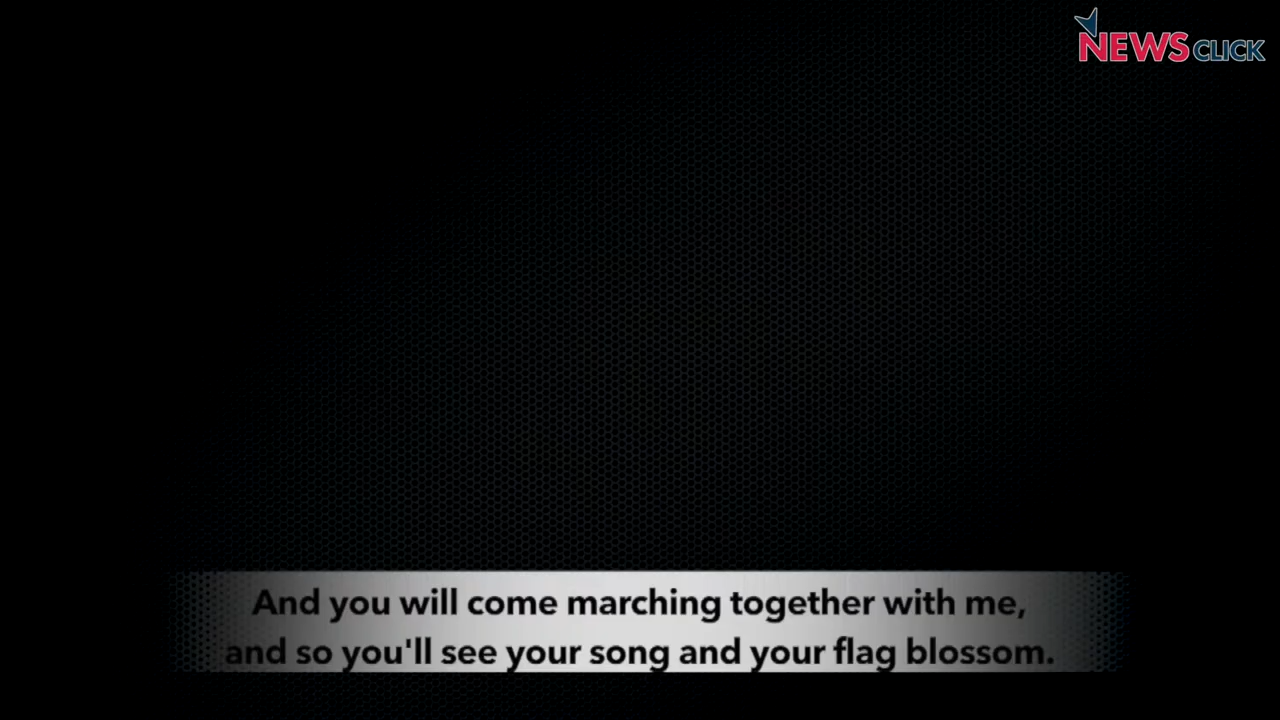 NEWSCLICK
And you will come marching together with me,
and so you'll see your song and your flag blossom.